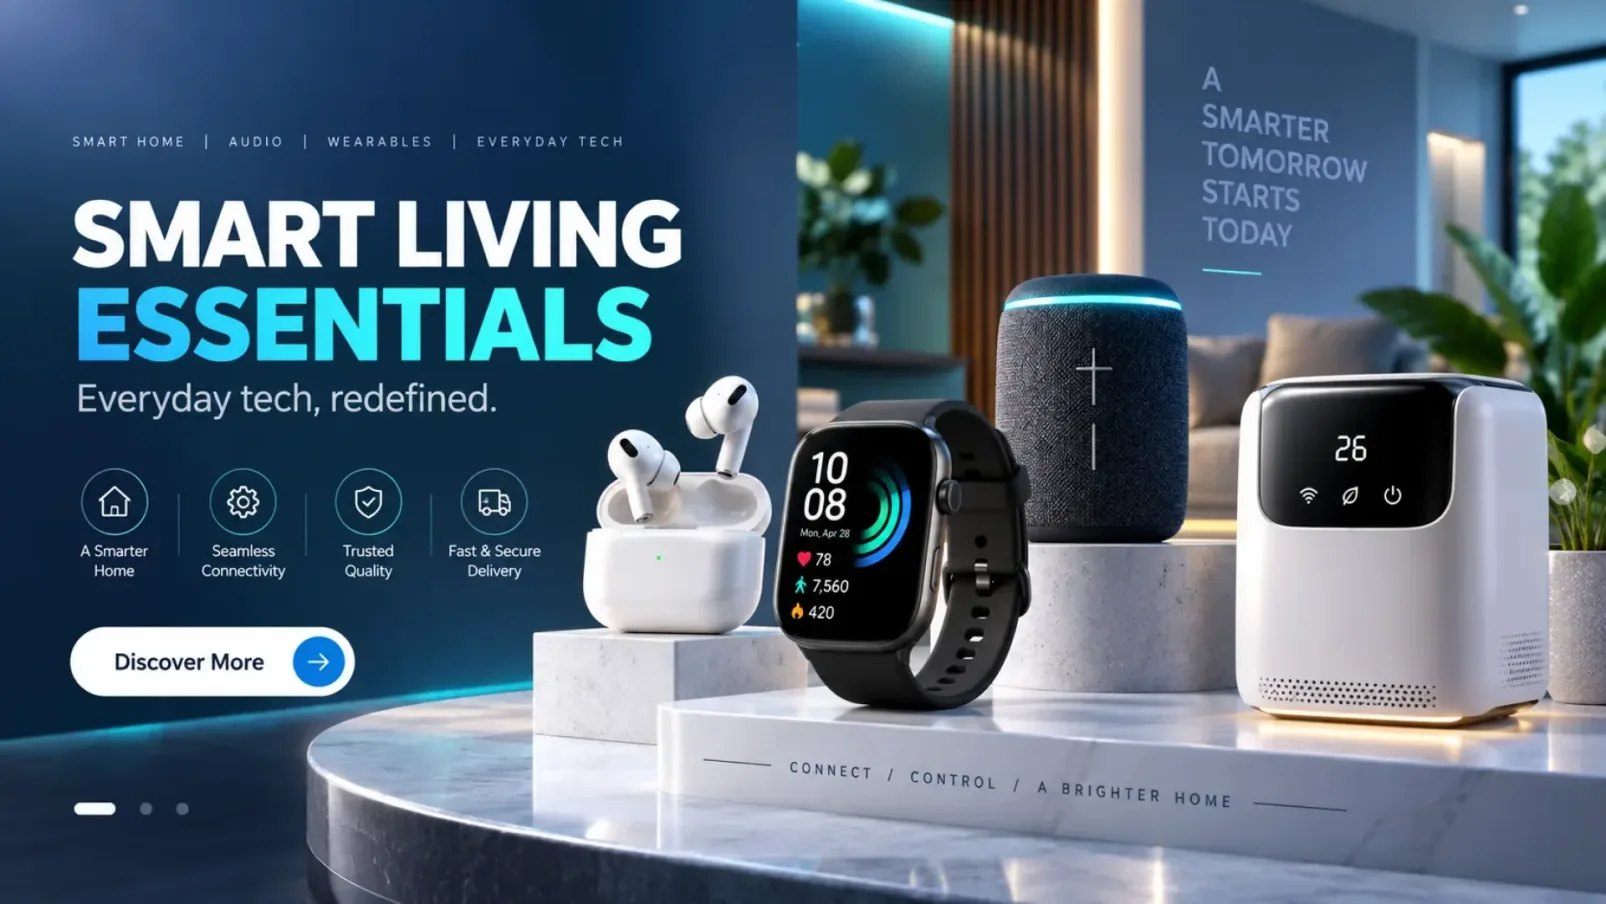 SMART HOME | AUDIO | WEARABLES | EVERYDAY TECH
SMART LIVING
ESSENTIALS
Everyday tech, redefined.
A Smarter
Home
Seamless
Connectivity
Trusted
Quality
Fast & Secure
Delivery
Discover More
A
SMARTER
TOMORROW
STARTS
TODAY
10
08
Mon, Apr 28
78
7,560
420
26
CONNECT / CONTROL / A BRIGHTER HOME